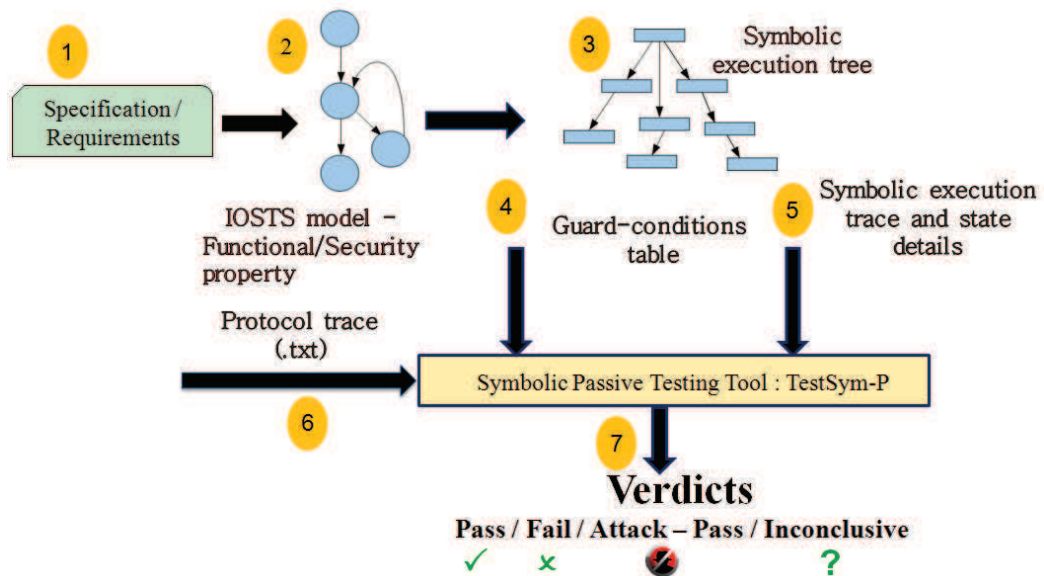 1
Specification /
Requirements
2
IOSTS model -
Functional/Security
property
3
Symbolic
execution tree
4
Guard-conditions
table
5
Symbolic execution
trace and state
details
Protocol trace
(.txt)
6
Symbolic Passive Testing Tool : TestSym-P
7
Verdicts
Pass / Fail / Attack – Pass / Inconclusive
✓ x ?